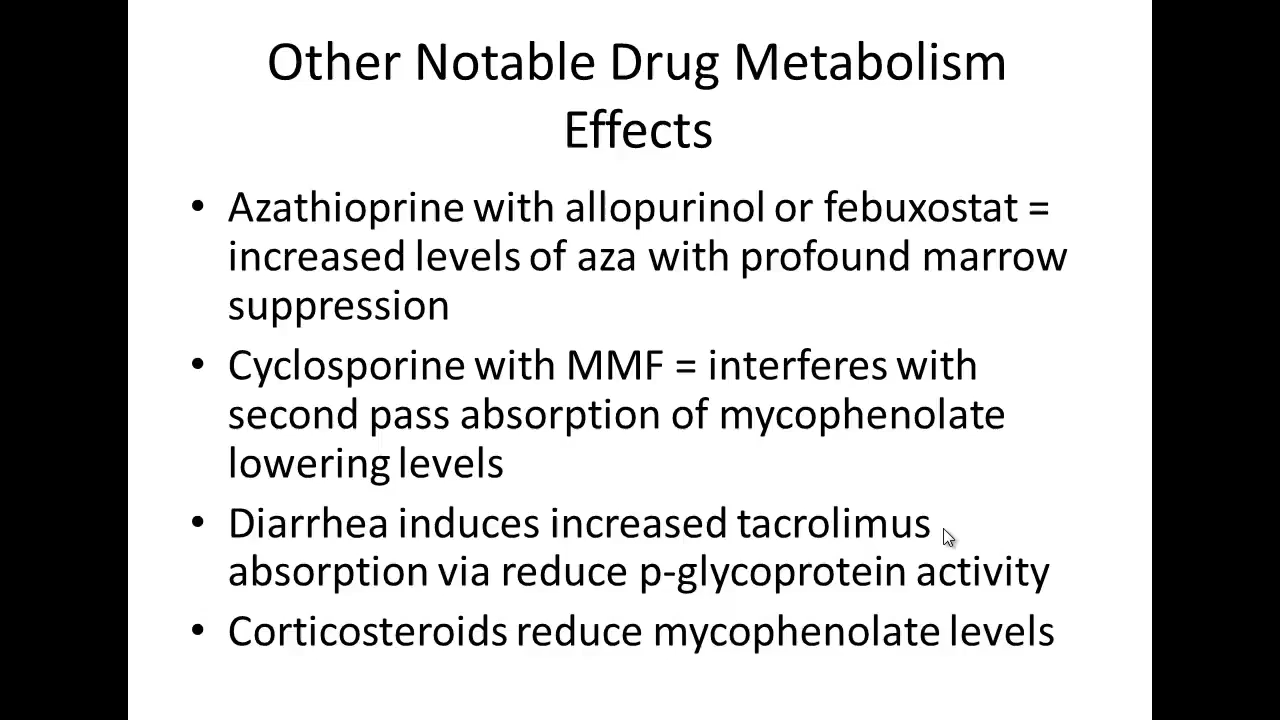 Other Notable Drug Metabolism
Effects
• Azathioprine with allopurinol or febuxostat =
increased levels of aza with profound marrow
suppression
• Cyclosporine with MMF = interferes with
second pass absorption of mycophenolate
lowering levels
• Diarrhea induces increased tacrolimus
absorption via reduce p-glycoprotein activity
• Corticosteroids reduce mycophenolate levels